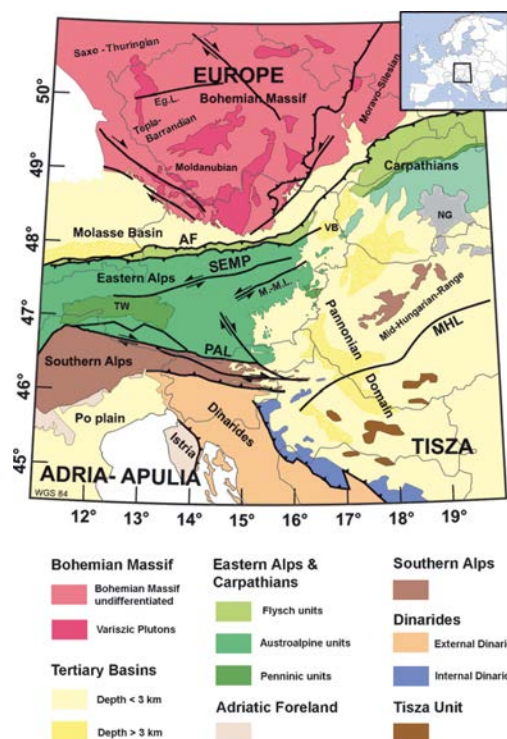 Saxo - Thuringian
EUROPE
50°
Eg.L.
Bohemian Massif
Moravo-Silesian
Tepla-
Barrandian
49°
Moldanubian
Carpathians
Molasse Basin
VB
NG
48°
AF
SEMP
Eastern Alps
M.-M.L.
47°
TW
Mid-Hungarian-Range
Pannonian
Domain
MHL
PAL
Southern Alps
46°
Po plain
Dinarides
Istria
45°
ADRIA- APULIA
TISZA
WGS 84
12° 13° 14° 15° 16° 17° 18° 19°
Bohemian Massif
Bohemian Massif
undifferentiated
Variszic Plutons
Tertiary Basins
Depth < 3 km
Depth > 3 km
Eastern Alps &
Carpathians
Flysch units
Austroalpine units
Penninic units
Adriatic Foreland
Southern Alps
Dinarides
External Dinari
Internal Dinari
Tisza Unit